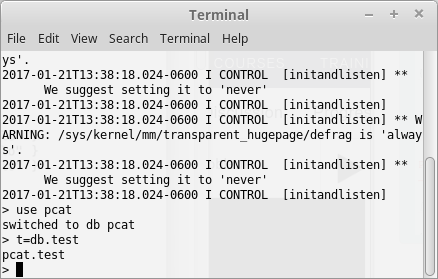 Terminal
File Edit View Search Terminal Help
ys'.
2017-01-21T13:38:18.024-0600 I CONTROL  [initandlisten] **
      We suggest setting it to 'never'
2017-01-21T13:38:18.024-0600 I CONTROL  [initandlisten]
2017-01-21T13:38:18.024-0600 I CONTROL  [initandlisten] ** W
ARNING: /sys/kernel/mm/transparent_hugepage/defrag is 'alway
s'.
2017-01-21T13:38:18.024-0600 I CONTROL  [initandlisten] **
      We suggest setting it to 'never'
2017-01-21T13:38:18.024-0600 I CONTROL  [initandlisten]
> use pcat
switched to db pcat
> t=db.test
pcat.test
>